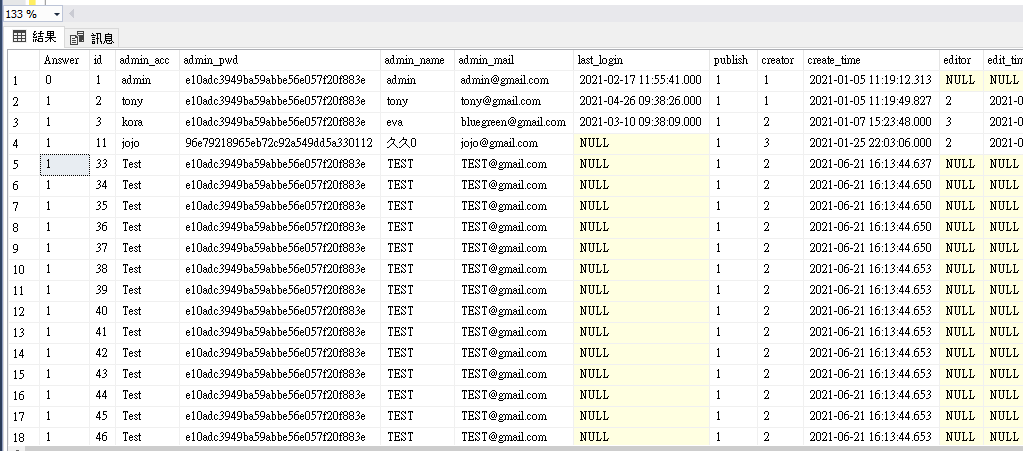 133 %
結果 訊息
Answer id admin_acc admin_pwd admin_name admin_mail last_login publish creator create_time editor edit_tim
1 0 1 admin e10adc3949ba59abbe56e057f20f883e admin admin@gmail.com 2021-02-17 11:55:41.000 1 1 2021-01-05 11:19:12.313 NULL NULL
2 1 2 tony e10adc3949ba59abbe56e057f20f883e tony tony@gmail.com 2021-04-26 09:38:26.000 1 1 2021-01-05 11:19:49.827 2 2021-0
3 1 3 kora e10adc3949ba59abbe56e057f20f883e eva bluegreen@gmail.com 2021-03-10 09:38:09.000 1 2 2021-01-07 15:23:48.000 3 2021-0
4 1 11 jojo 96e79218965eb72c92a549dd5a330112 久久0 jojo@gmail.com NULL 1 3 2021-01-25 22:03:06.000 2 2021-0
5 1 33 Test e10adc3949ba59abbe56e057f20f883e TEST TEST@gmail.com NULL 1 2 2021-06-21 16:13:44.637 NULL NULL
6 1 34 Test e10adc3949ba59abbe56e057f20f883e TEST TEST@gmail.com NULL 1 2 2021-06-21 16:13:44.650 NULL NULL
7 1 35 Test e10adc3949ba59abbe56e057f20f883e TEST TEST@gmail.com NULL 1 2 2021-06-21 16:13:44.650 NULL NULL
8 1 36 Test e10adc3949ba59abbe56e057f20f883e TEST TEST@gmail.com NULL 1 2 2021-06-21 16:13:44.650 NULL NULL
9 1 37 Test e10adc3949ba59abbe56e057f20f883e TEST TEST@gmail.com NULL 1 2 2021-06-21 16:13:44.650 NULL NULL
10 1 38 Test e10adc3949ba59abbe56e057f20f883e TEST TEST@gmail.com NULL 1 2 2021-06-21 16:13:44.653 NULL NULL
11 1 39 Test e10adc3949ba59abbe56e057f20f883e TEST TEST@gmail.com NULL 1 2 2021-06-21 16:13:44.653 NULL NULL
12 1 40 Test e10adc3949ba59abbe56e057f20f883e TEST TEST@gmail.com NULL 1 2 2021-06-21 16:13:44.653 NULL NULL
13 1 41 Test e10adc3949ba59abbe56e057f20f883e TEST TEST@gmail.com NULL 1 2 2021-06-21 16:13:44.653 NULL NULL
14 1 42 Test e10adc3949ba59abbe56e057f20f883e TEST TEST@gmail.com NULL 1 2 2021-06-21 16:13:44.653 NULL NULL
15 1 43 Test e10adc3949ba59abbe56e057f20f883e TEST TEST@gmail.com NULL 1 2 2021-06-21 16:13:44.653 NULL NULL
16 1 44 Test e10adc3949ba59abbe56e057f20f883e TEST TEST@gmail.com NULL 1 2 2021-06-21 16:13:44.653 NULL NULL
17 1 45 Test e10adc3949ba59abbe56e057f20f883e TEST TEST@gmail.com NULL 1 2 2021-06-21 16:13:44.653 NULL NULL
18 1 46 Test e10adc3949ba59abbe56e057f20f883e TEST TEST@gmail.com NULL 1 2 2021-06-21 16:13:44.653 NULL NULL